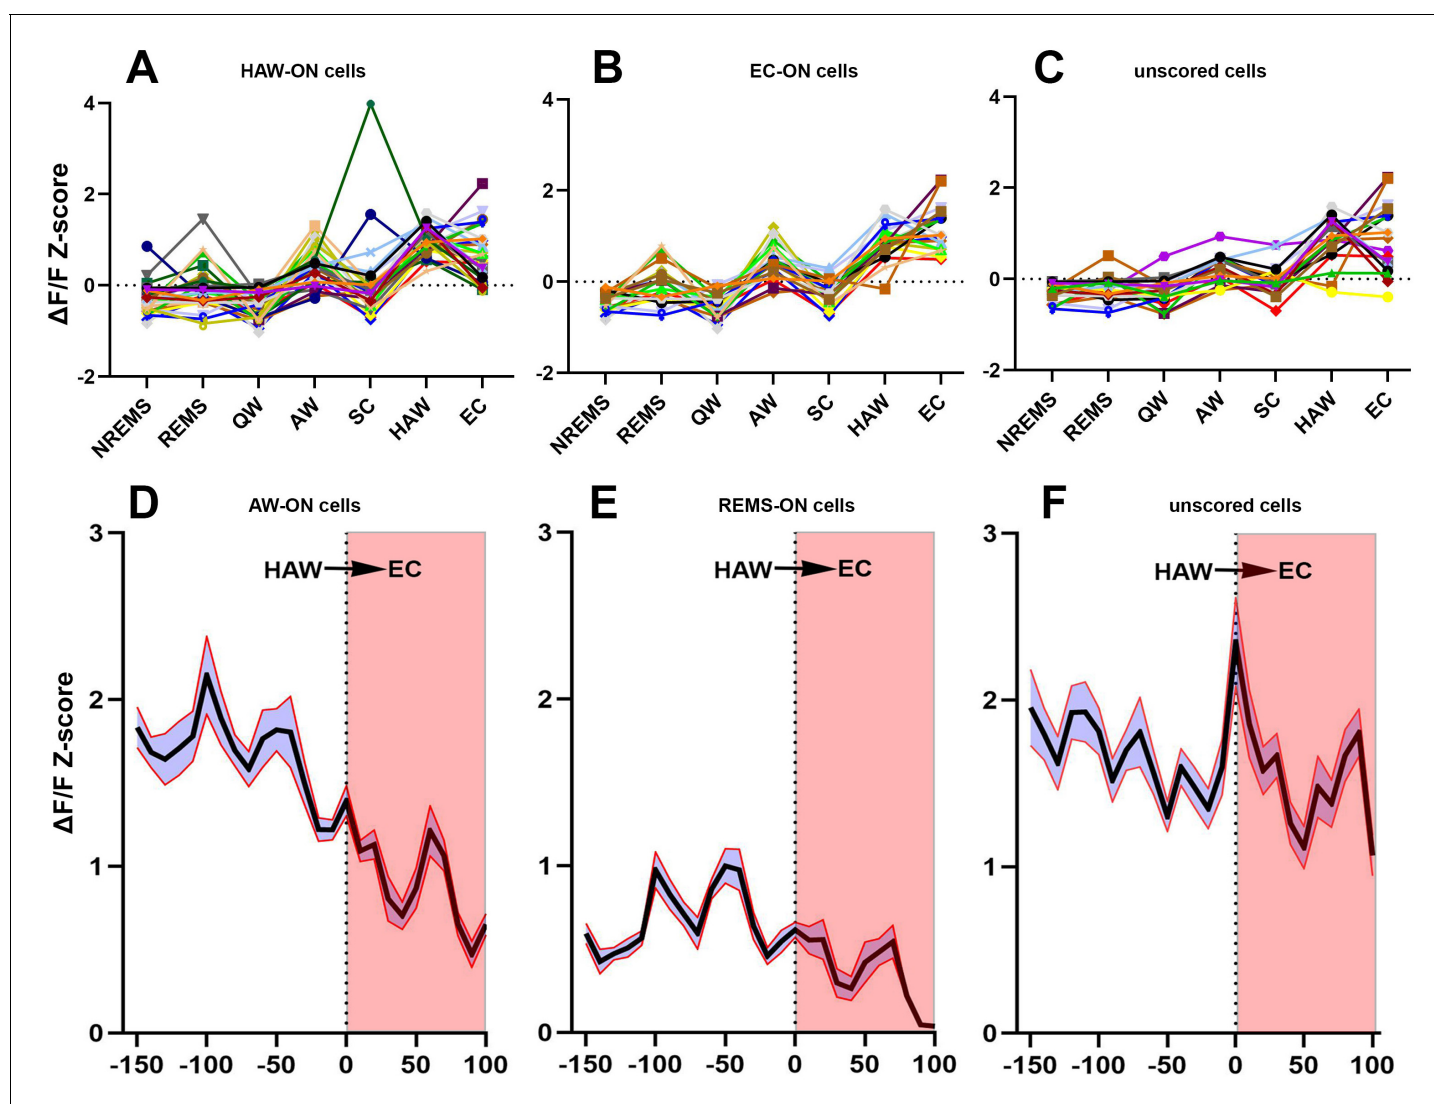 A HAW-ON cells
B EC-ON cells
C unscored cells
ΔF/F Z-score
4
2
0
-2
NREMS REMS QW AW SC HAW EC
4
2
0
-2
NREMS REMS QW AW SC HAW EC
4
2
0
-2
NREMS REMS QW AW SC HAW EC
D AW-ON cells
E REMS-ON cells
F unscored cells
ΔF/F Z-score
3
2
1
0
HAW EC
-150 -100 -50 0 50 100
3
2
1
0
HAW EC
-150 -100 -50 0 50 100
3
2
1
0
HAW EC
-150 -100 -50 0 50 100